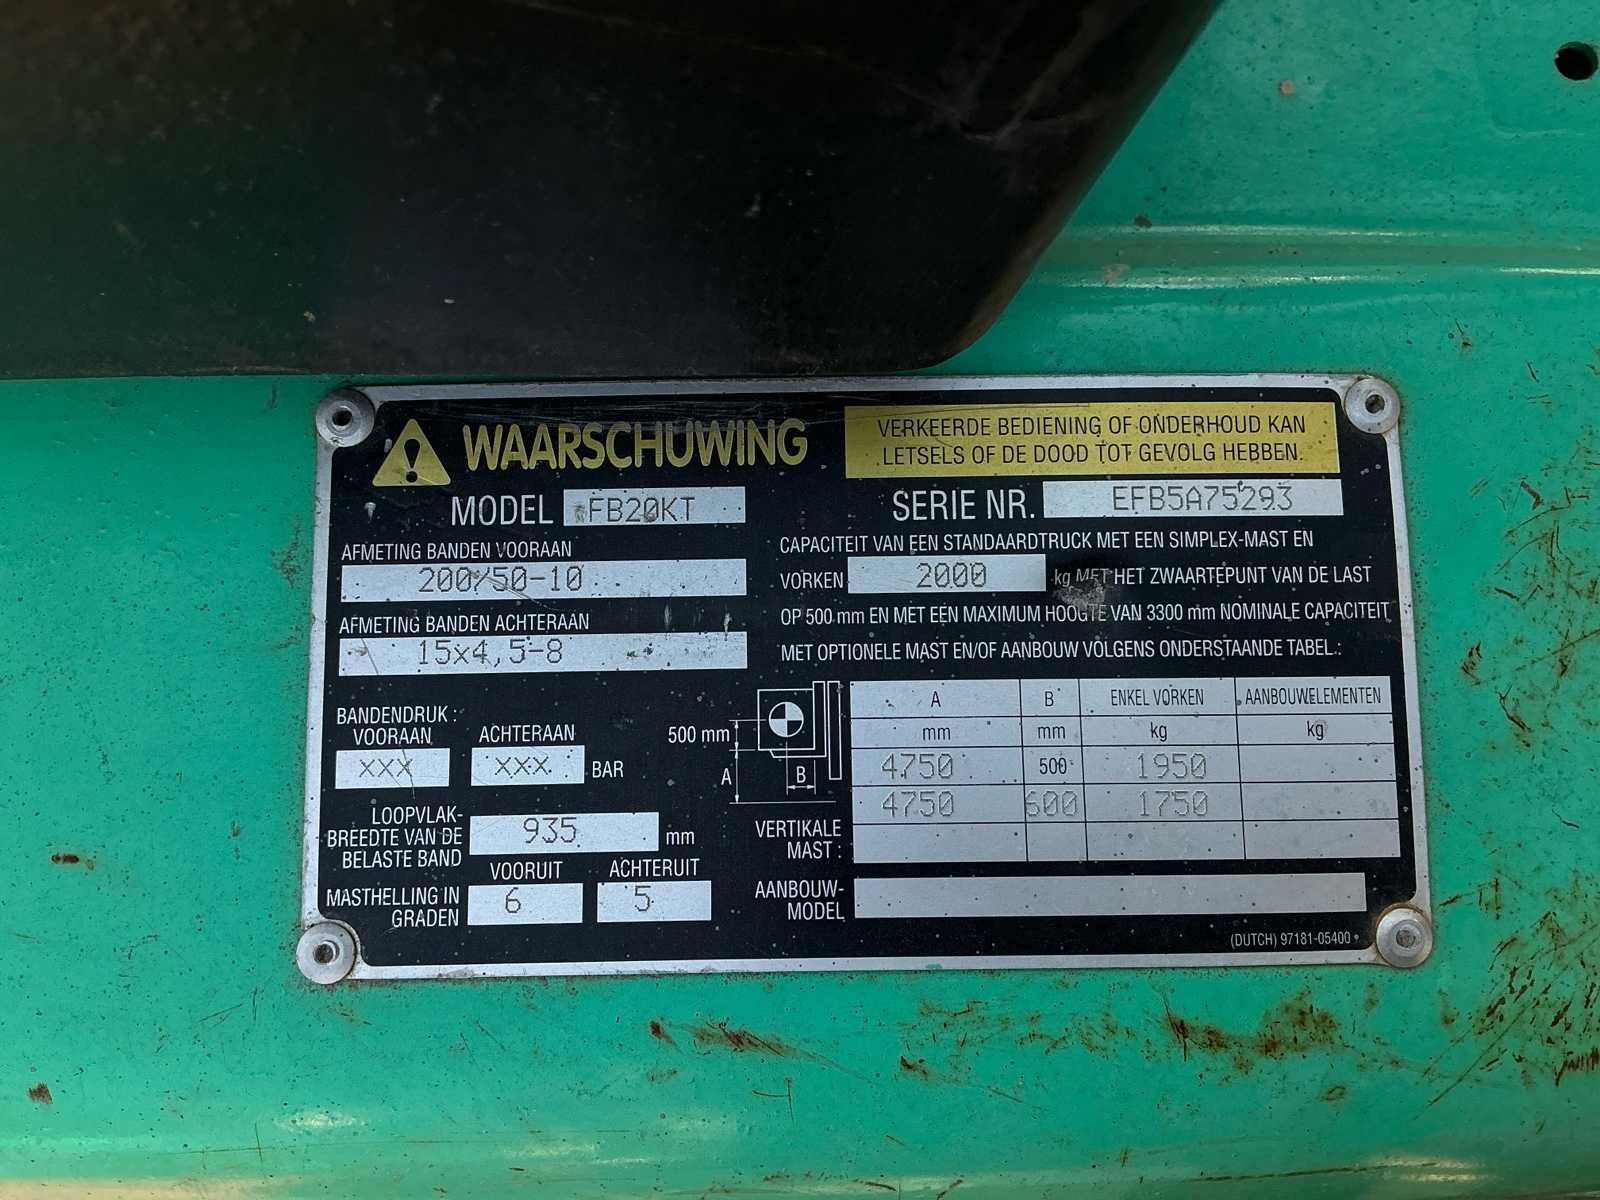 WAARSCHUWING
VERKEERDE BEDIENING OF ONDERHOUD KAN
LETSELS OF DE DOOD TOT GEVOLG HEBBEN.
MODEL FB20KT
SERIE NR. EFB5A75293
AFMETING BANDEN VOORAAN
200/50-10
AFMETING BANDEN ACHTERAAN
15x4,5-8
BANDENDRUK :
VOORAAN ACHTERAAN
XXX XXX BAR
LOOPVLAK-
BREEDTE VAN DE
BELASTE BAND
935 mm
VOORUIT ACHTERUIT
MASTHELLING IN
GRADEN
6 5
CAPACITEIT VAN EEN STANDAARDTRUCK MET EEN SIMPLEX-MAST EN
VORKEN 2000 kg MET HET ZWAARTEPUNT VAN DE LAST
OP 500 mm EN MET EEN MAXIMUM HOOGTE VAN 3300 mm NOMINALE CAPACITEIT
MET OPTIONELE MAST EN/OF AANBOUW VOLGENS ONDERSTAANDE TABEL.:
500 mm
A
B
A B ENKEL VORKEN AANBOUWELEMENTEN
mm mm kg kg
4750 500 1950
4750 600 1750
VERTIKALE
MAST :
AANBOUW-
MODEL
(DUTCH) 97181-05400